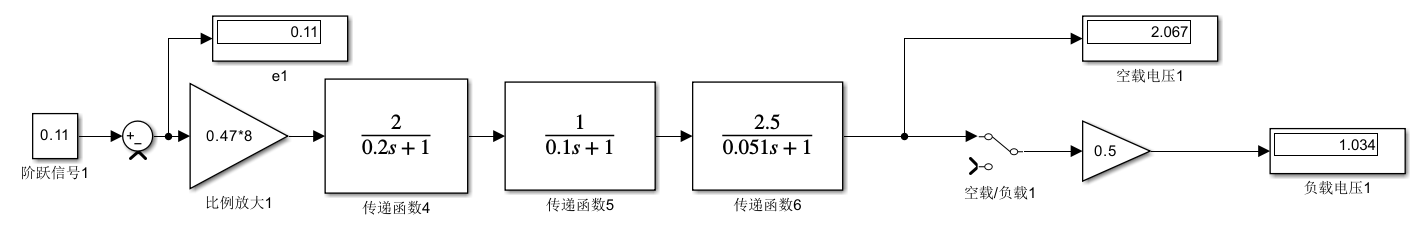 0.11
e1
2.067
空载电压1
0.11
阶跃信号1
+
−
0.47*8
比例放大1
2
0.2s + 1
传递函数4
1
0.1s + 1
传递函数5
2.5
0.051s + 1
传递函数6
空载/负载1
0.5
1.034
负载电压1